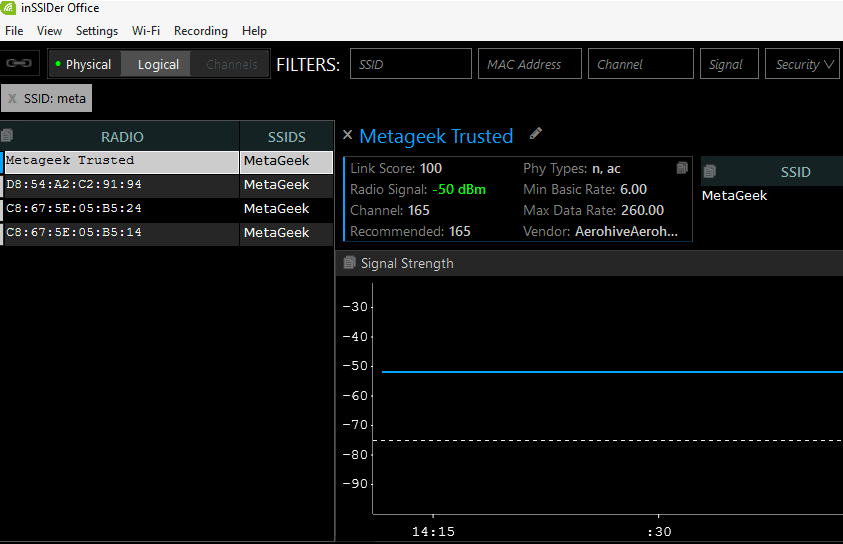 inSSIDer Office
File View Settings Wi-Fi Recording Help
Physical Logical Channels FILTERS: SSID MAC Address Channel Signal Security
X SSID: meta
RADIO SSIDS
Metageek Trusted MetaGeek
D8:54:A2:C2:91:94 MetaGeek
C8:67:5E:05:B5:24 MetaGeek
C8:67:5E:05:B5:14 MetaGeek
× Metageek Trusted
Link Score: 100 Phy Types: n, ac
Radio Signal: -50 dBm Min Basic Rate: 6.00
Channel: 165 Max Data Rate: 260.00
Recommended: 165 Vendor: AerohiveAeroh...
SSID
MetaGeek
Signal Strength
-30
-40
-50
-60
-70
-80
-90
14:15 :30